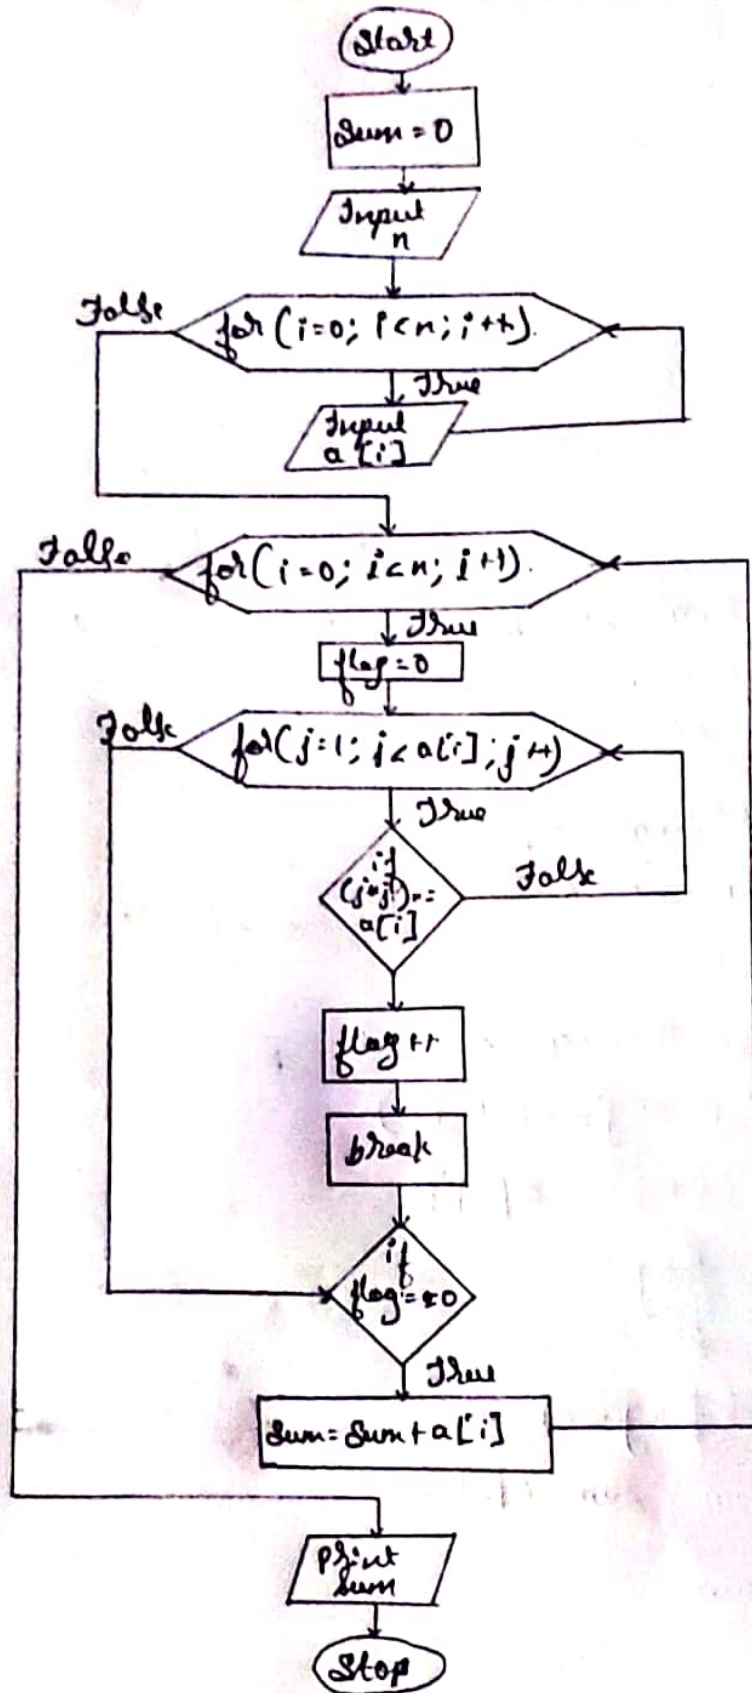 Start
Sum = 0
Input
n
False
for (i=0; i<n; i++).
True
Input
a [i]
False
for (i=0; i<n; i++).
True
flag=0
False
for (j=1; j<a[i]; j++)
True
if
(j*j)==
a[i]
False
flag++
break
if
flag==0
True
Sum = Sum + a[i]
Print
Sum
Stop